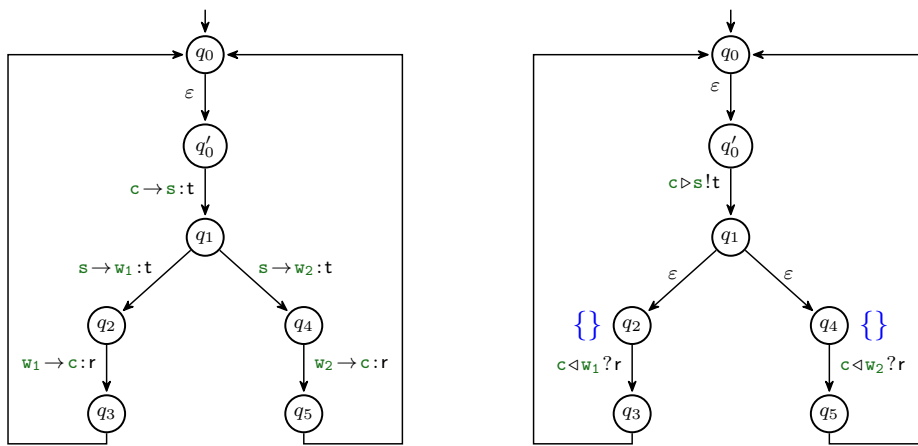 q₀ q₀
ε ε
q₀′ q₀′
c→s:t c▷s!t
q₁ q₁
s→w₁:t s→w₂:t ε ε
q₂ q₄ {} q₂ q₄ {}
w₁→c:r w₂→c:r c◁w₁?r c◁w₂?r
q₃ q₅ q₃ q₅